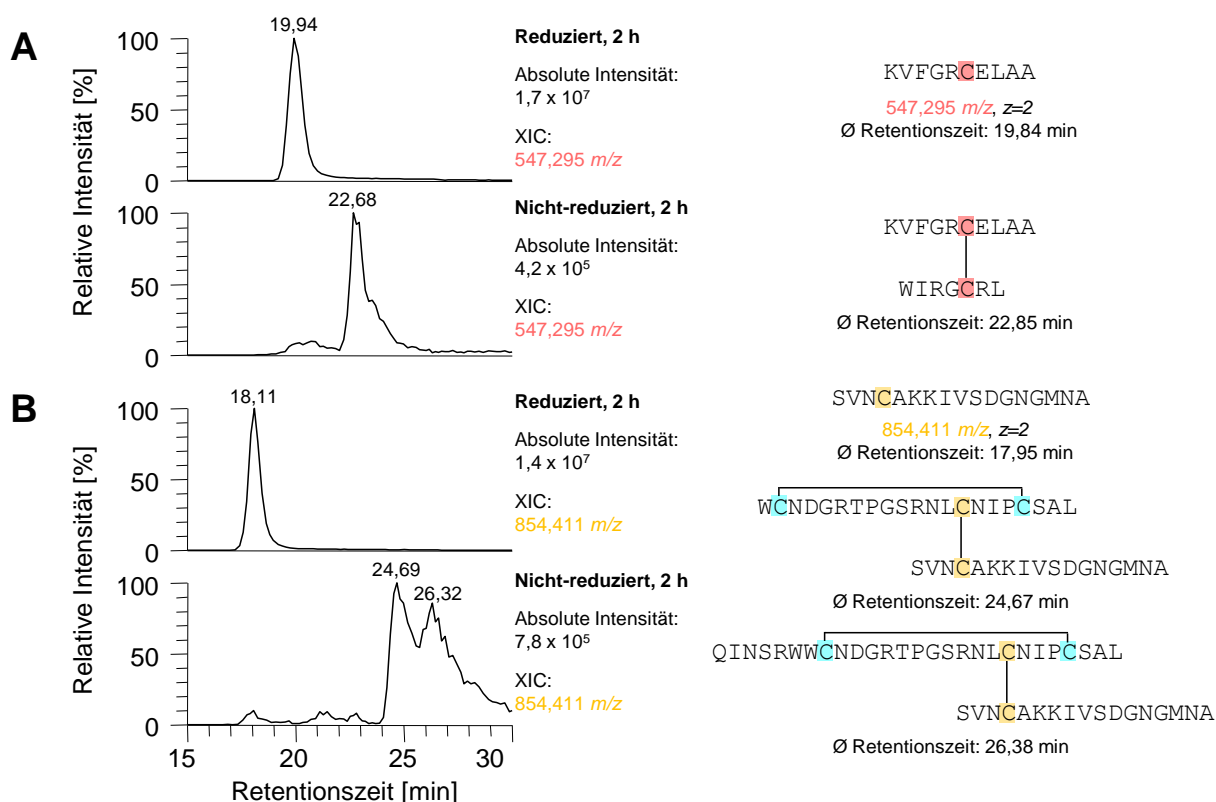 A
Relative Intensität [%]
100
50
0
19,94
Reduziert, 2 h
Absolute Intensität:
1,7 x 10⁷
XIC:
547,295 m/z
KVFGRCELAA
547,295 m/z, z=2
Ø Retentionszeit: 19,84 min
100
50
0
22,68
Nicht-reduziert, 2 h
Absolute Intensität:
4,2 x 10⁵
XIC:
547,295 m/z
KVFGRCELAA
WIRGCRL
Ø Retentionszeit: 22,85 min
B
Relative Intensität [%]
100
50
0
18,11
Reduziert, 2 h
Absolute Intensität:
1,4 x 10⁷
XIC:
854,411 m/z
SVNCAKKIVSDGNGMNA
854,411 m/z, z=2
Ø Retentionszeit: 17,95 min
WCNDGRTPGSRNLCNIPCSAL
SVNCAKKIVSDGNGMNA
Ø Retentionszeit: 24,67 min
100
50
0
24,69
26,32
Nicht-reduziert, 2 h
Absolute Intensität:
7,8 x 10⁵
XIC:
854,411 m/z
QINSRWWCNDGRTPGSRNLCNIPCSAL
SVNCAKKIVSDGNGMNA
Ø Retentionszeit: 26,38 min
15 20 25 30
Retentionszeit [min]